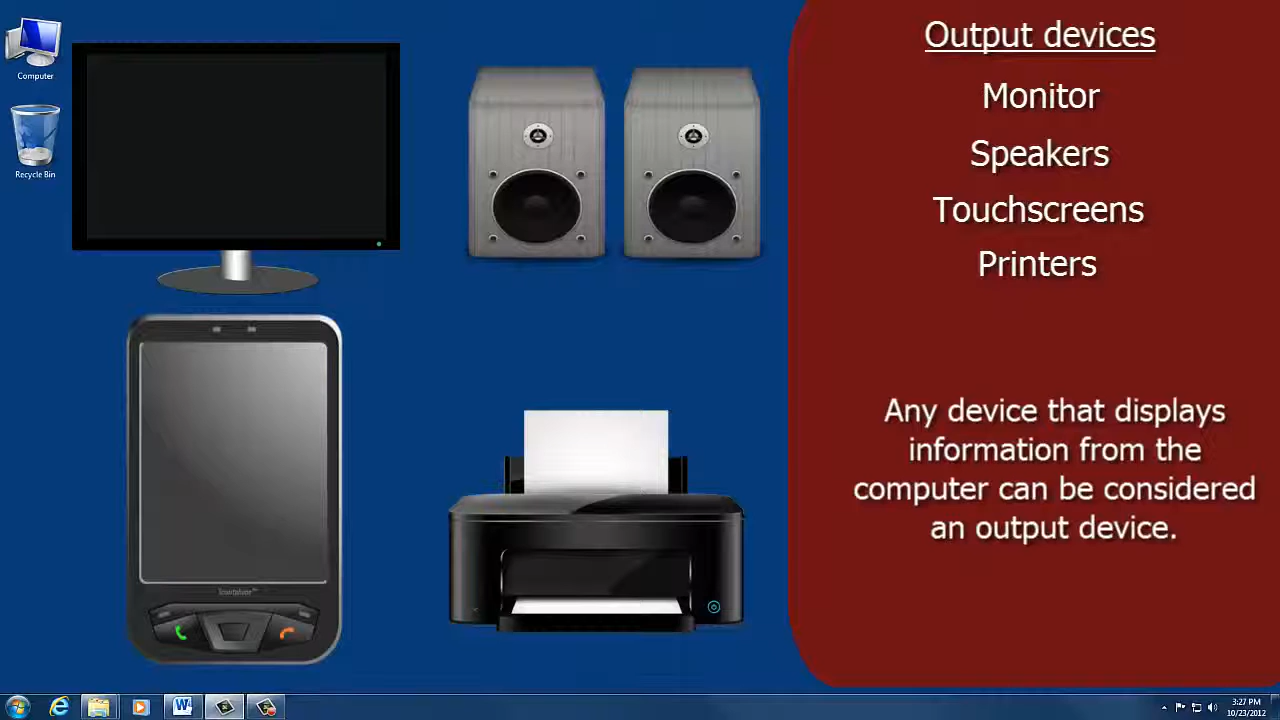 Computer
Recycle Bin
Output devices
Monitor
Speakers
Touchscreens
Printers
Any device that displays
information from the
computer can be considered
an output device.
3:27 PM
10/23/2012